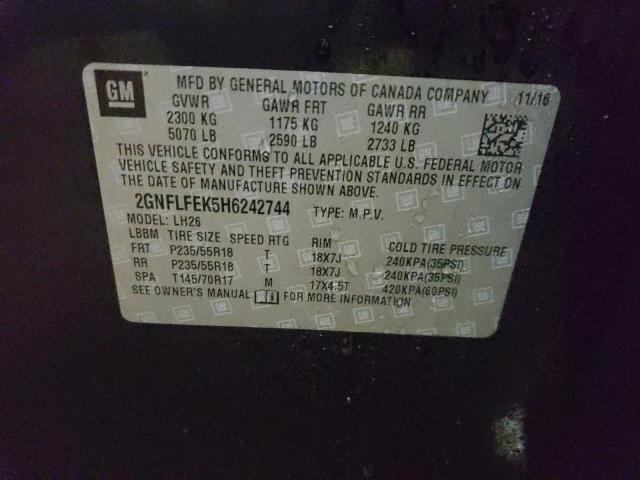 GM
MFD BY GENERAL MOTORS OF CANADA COMPANY 11/16
GVWR GAWR FRT GAWR RR
2300 KG 1175 KG 1240 KG
5070 LB 2590 LB 2733 LB
THIS VEHICLE CONFORMS TO ALL APPLICABLE U.S. FEDERAL MOTOR
VEHICLE SAFETY AND THEFT PREVENTION STANDARDS IN EFFECT ON
THE DATE OF MANUFACTURE SHOWN ABOVE.
2GNFLFEK5H6242744 TYPE: M.P.V.
MODEL: LH26
LBBM TIRE SIZE SPEED RTG RIM COLD TIRE PRESSURE
FRT P235/55R18 T 18X7J 240KPA(35PSI)
RR P235/55R18 T 18X7J 240KPA(35PSI)
SPA T145/70R17 M 17X4.5T 420KPA(60PSI)
SEE OWNER'S MANUAL FOR MORE INFORMATION